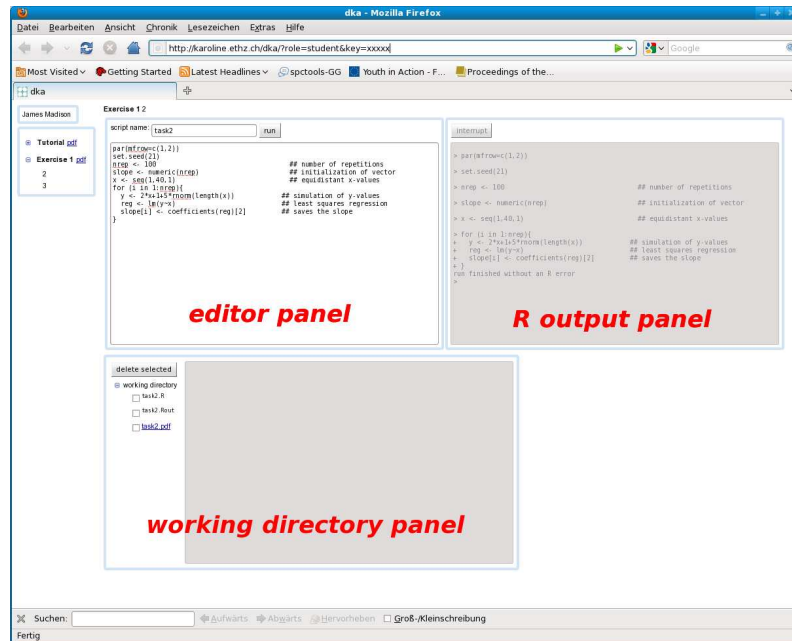 dka - Mozilla Firefox
Datei Bearbeiten Ansicht Chronik Lesezeichen Extras Hilfe
http://karoline.ethz.ch/dka/?role=student&key=xxxxx
Google
Most Visited Getting Started Latest Headlines spctools-GG Youth in Action - F... Proceedings of the...
dka
James Madison
Exercise 1 2
Tutorial pdf
Exercise 1 pdf
2
3
script name: task2 run
par(mfrow=c(1,2))
set.seed(21)
nrep <- 100 ## number of repetitions
slope <- numeric(nrep) ## initialization of vector
x <- seq(1,40,1) ## equidistant x-values
for (i in 1:nrep){
y <- 2*x+1+5*rnorm(length(x)) ## simulation of y-values
reg <- lm(y~x) ## least squares regression
slope[i] <- coefficients(reg)[2] ## saves the slope
}
editor panel
interrupt
> par(mfrow=c(1,2))
> set.seed(21)
> nrep <- 100 ## number of repetitions
> slope <- numeric(nrep) ## initialization of vector
> x <- seq(1,40,1) ## equidistant x-values
> for (i in 1:nrep){
+ y <- 2*x+1+5*rnorm(length(x)) ## simulation of y-values
+ reg <- lm(y~x) ## least squares regression
+ slope[i] <- coefficients(reg)[2] ## saves the slope
+ }
run finished without an R error
>
R output panel
delete selected
working directory
task2.R
task2.Rout
task2.pdf
working directory panel
Suchen: Aufwärts Abwärts Hervorheben Groß-/Kleinschreibung
Fertig